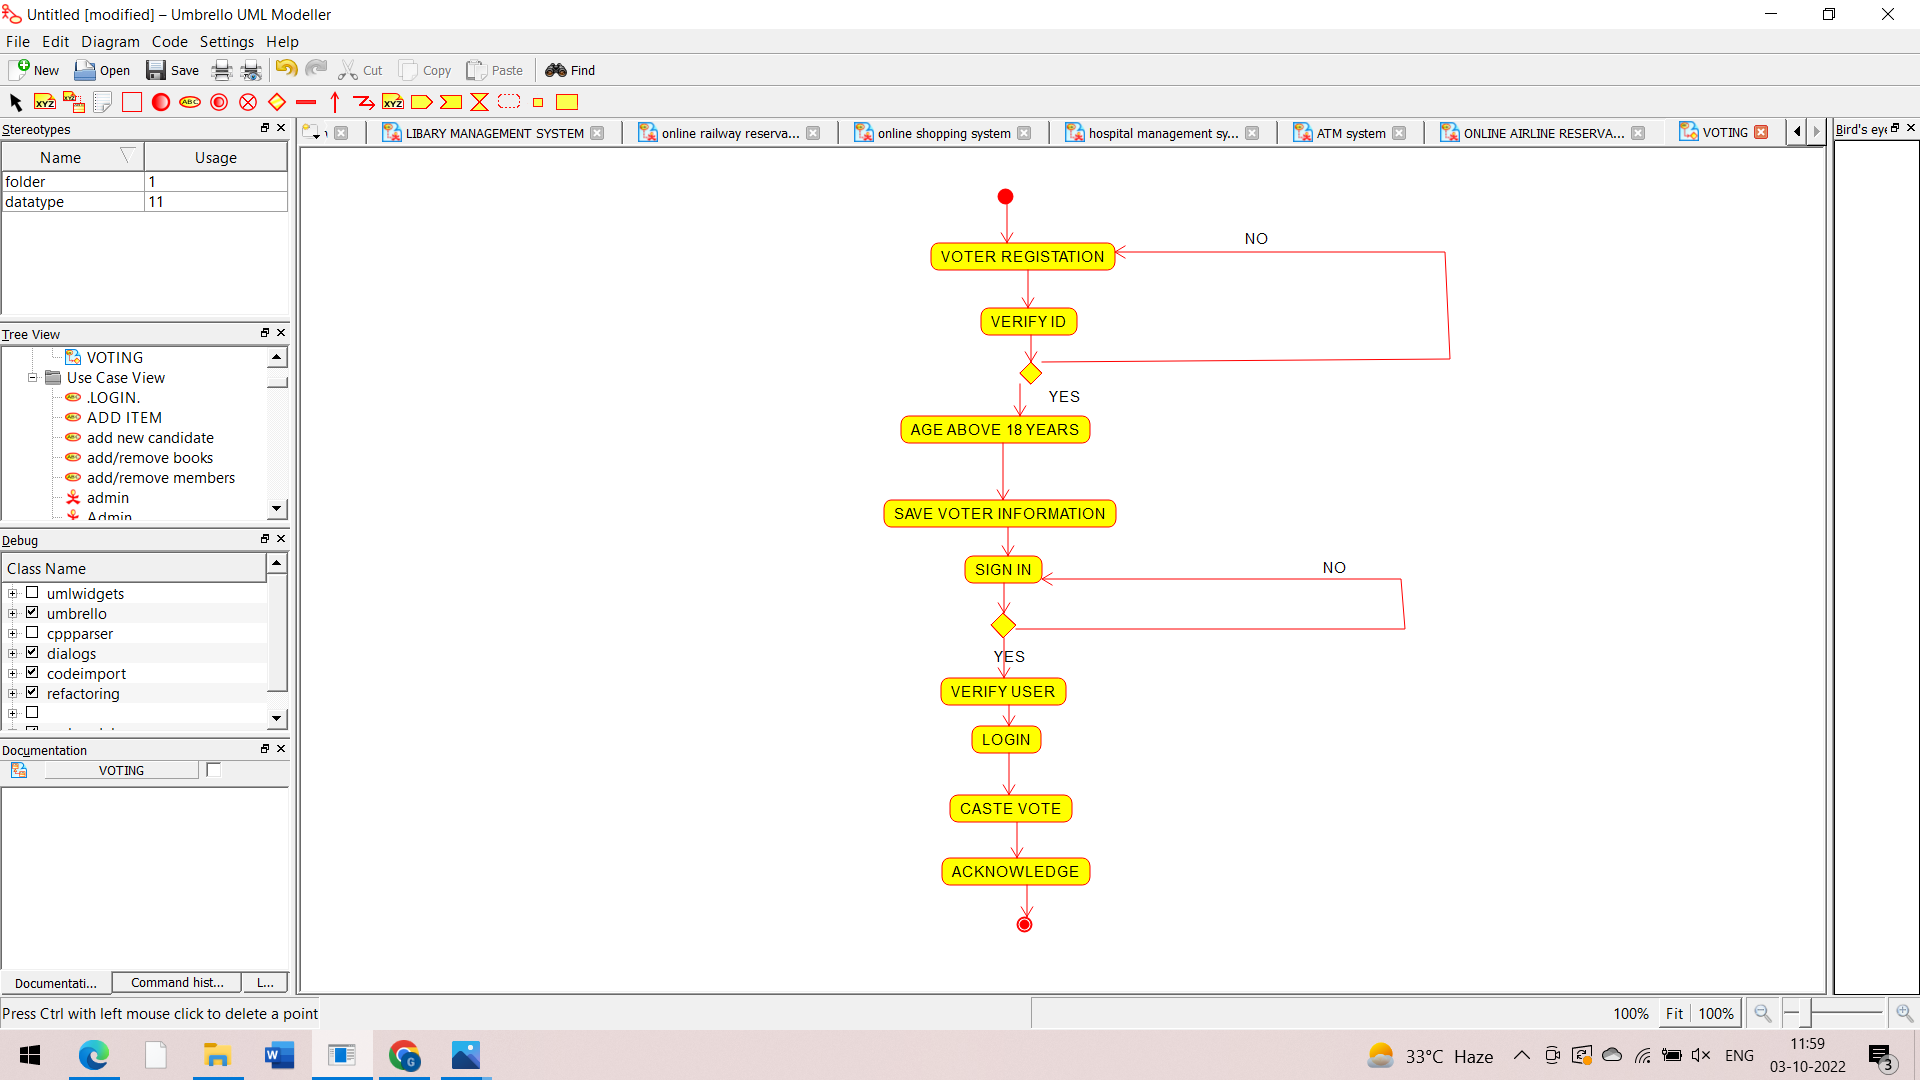 Untitled [modified] – Umbrello UML Modeller
File Edit Diagram Code Settings Help
New Open Save Cut Copy Paste Find
XYZ ABC XYZ
Stereotypes
Name Usage
folder 1
datatype 11
Tree View
VOTING
Use Case View
.LOGIN.
ADD ITEM
add new candidate
add/remove books
add/remove members
admin
Admin
Debug
Class Name
umlwidgets
umbrello
cppparser
dialogs
codeimport
refactoring
Documentation
VOTING
Documentati... Command hist... L...
LIBARY MANAGEMENT SYSTEM online railway reserva... online shopping system hospital management sy... ATM system ONLINE AIRLINE RESERVA... VOTING
Bird's eye
VOTER REGISTATION
NO
VERIFY ID
YES
AGE ABOVE 18 YEARS
SAVE VOTER INFORMATION
SIGN IN
NO
YES
VERIFY USER
LOGIN
CASTE VOTE
ACKNOWLEDGE
Press Ctrl with left mouse click to delete a point
100% Fit 100%
33°C Haze ENG
11:59
03-10-2022
3